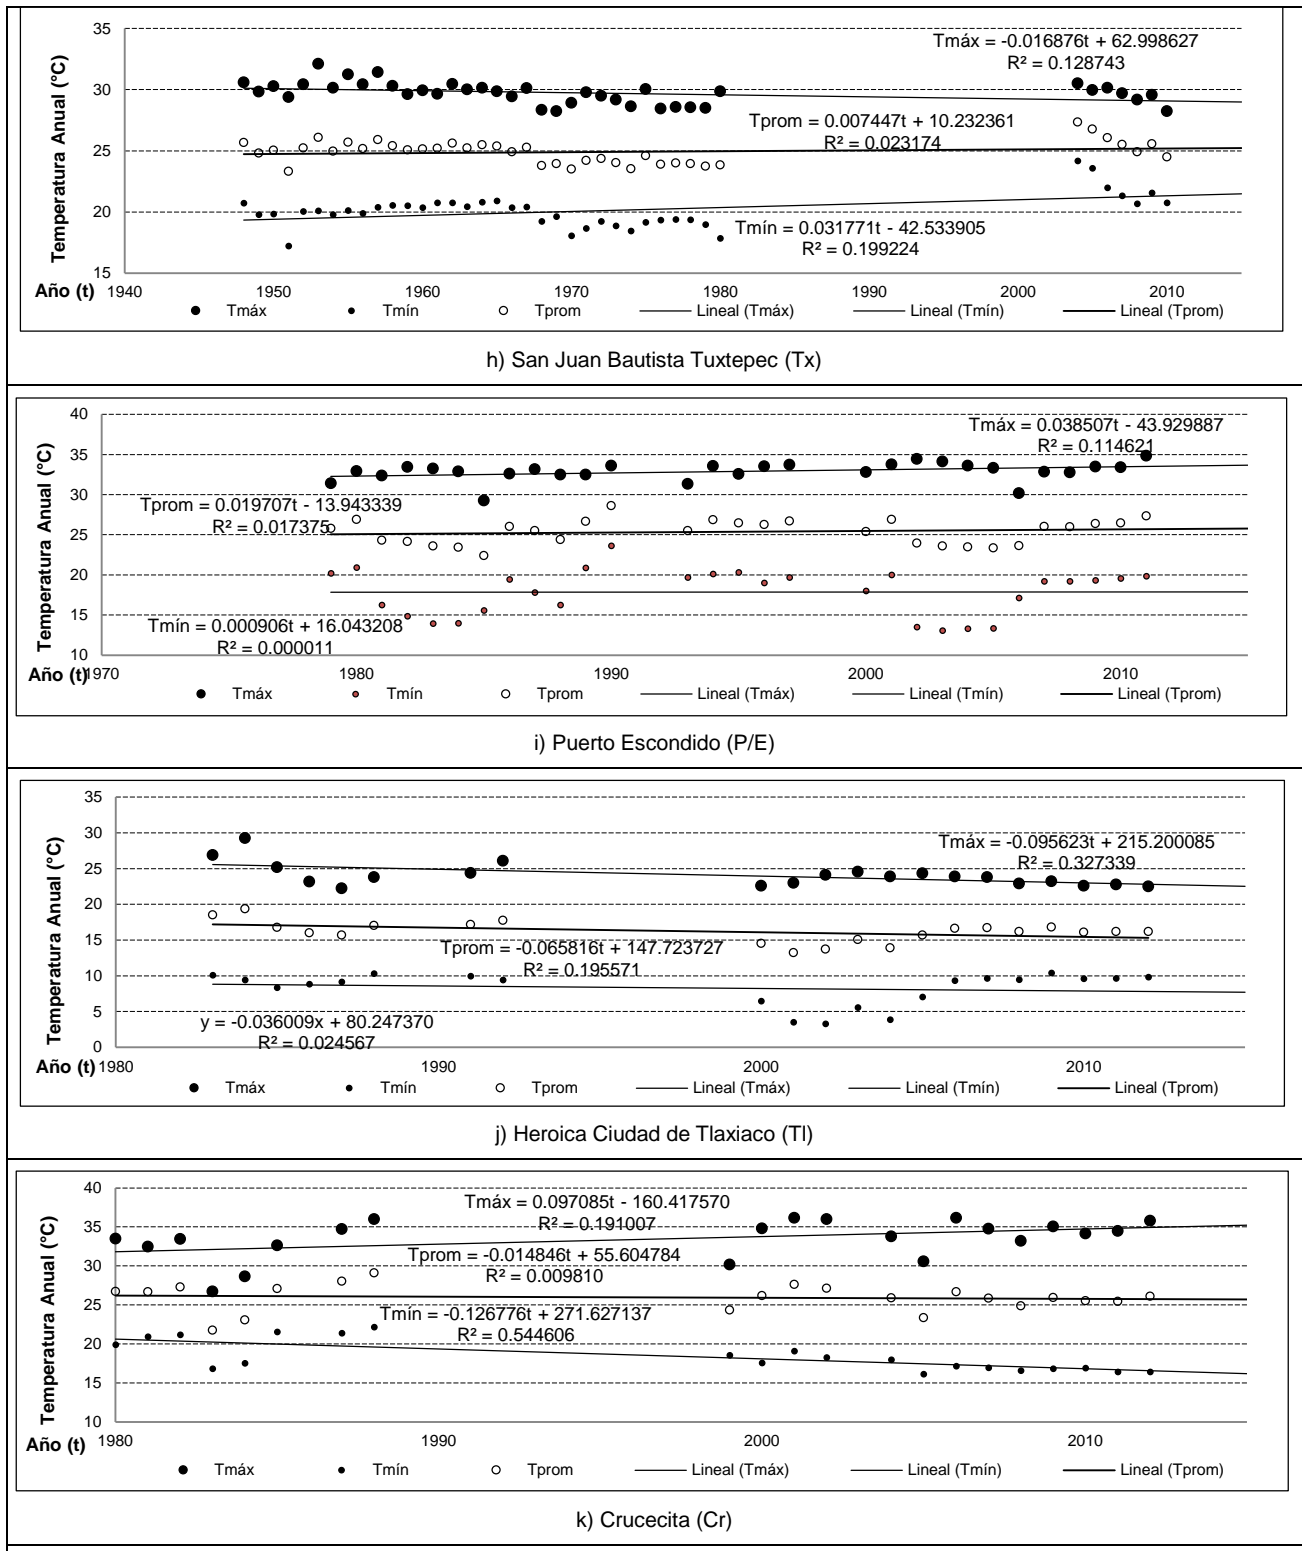 35
30
25
20
15
Temperatura Anual (°C)
Tmáx = -0.016876t + 62.998627
R² = 0.128743
Tprom = 0.007447t + 10.232361
R² = 0.023174
Tmín = 0.031771t - 42.533905
R² = 0.199224
Año (t)
1940 1950 1960 1970 1980 1990 2000 2010
Tmáx Tmín Tprom Lineal (Tmáx) Lineal (Tmín) Lineal (Tprom)
h) San Juan Bautista Tuxtepec (Tx)
40
35
30
25
20
15
10
Temperatura Anual (°C)
Tmáx = 0.038507t - 43.929887
R² = 0.114621
Tprom = 0.019707t - 13.943339
R² = 0.017375
Tmín = 0.000906t + 16.043208
R² = 0.000011
Año (t)
1970 1980 1990 2000 2010
Tmáx Tmín Tprom Lineal (Tmáx) Lineal (Tmín) Lineal (Tprom)
i) Puerto Escondido (P/E)
35
30
25
20
15
10
5
0
Temperatura Anual (°C)
Tmáx = -0.095623t + 215.200085
R² = 0.327339
Tprom = -0.065816t + 147.723727
R² = 0.195571
y = -0.036009x + 80.247370
R² = 0.024567
Año (t)
1980 1990 2000 2010
Tmáx Tmín Tprom Lineal (Tmáx) Lineal (Tmín) Lineal (Tprom)
j) Heroica Ciudad de Tlaxiaco (Tl)
40
35
30
25
20
15
10
Temperatura Anual (°C)
Tmáx = 0.097085t - 160.417570
R² = 0.191007
Tprom = -0.014846t + 55.604784
R² = 0.009810
Tmín = -0.126776t + 271.627137
R² = 0.544606
Año (t)
1980 1990 2000 2010
Tmáx Tmín Tprom Lineal (Tmáx) Lineal (Tmín) Lineal (Tprom)
k) Crucecita (Cr)